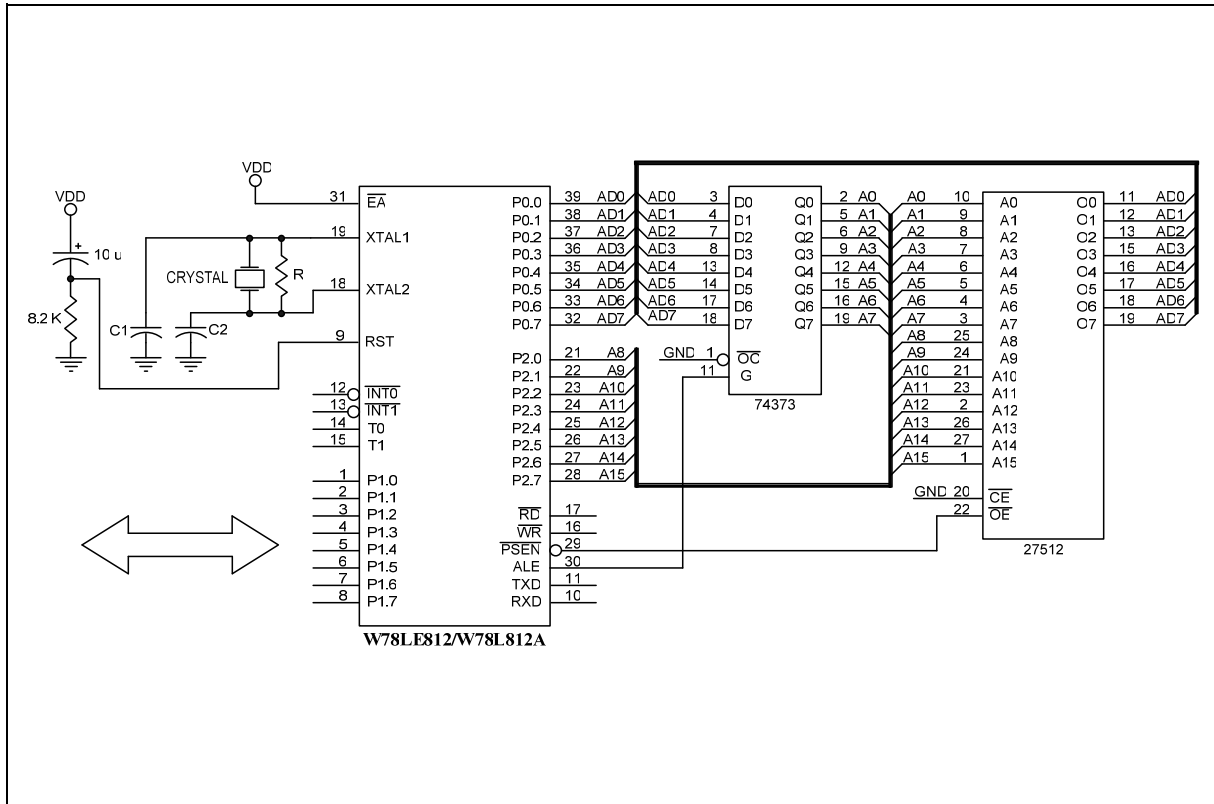 VDD
10 u
8.2 K
C1
C2
CRYSTAL
R
VDD
31 EA
19 XTAL1
18 XTAL2
9 RST
12 INT0
13 INT1
14 T0
15 T1
1 P1.0
2 P1.1
3 P1.2
4 P1.3
5 P1.4
6 P1.5
7 P1.6
8 P1.7
P0.0 39 AD0
P0.1 38 AD1
P0.2 37 AD2
P0.3 36 AD3
P0.4 35 AD4
P0.5 34 AD5
P0.6 33 AD6
P0.7 32 AD7
P2.0 21 A8
P2.1 22 A9
P2.2 23 A10
P2.3 24 A11
P2.4 25 A12
P2.5 26 A13
P2.6 27 A14
P2.7 28 A15
RD 17
WR 16
PSEN 29
ALE 30
TXD 11
RXD 10
W78LE812/W78L812A
AD0 3 D0 Q0 2 A0
AD1 4 D1 Q1 5 A1
AD2 7 D2 Q2 6 A2
AD3 8 D3 Q3 9 A3
AD4 13 D4 Q4 12 A4
AD5 14 D5 Q5 15 A5
AD6 17 D6 Q6 16 A6
AD7 18 D7 Q7 19 A7
GND 1 OC
11 G
74373
A0 10 A0 O0 11 AD0
A1 9 A1 O1 12 AD1
A2 8 A2 O2 13 AD2
A3 7 A3 O3 15 AD3
A4 6 A4 O4 16 AD4
A5 5 A5 O5 17 AD5
A6 4 A6 O6 18 AD6
A7 3 A7 O7 19 AD7
A8 25 A8
A9 24 A9
A10 21 A10
A11 23 A11
A12 2 A12
A13 26 A13
A14 27 A14
A15 1 A15
GND 20 CE
22 OE
27512